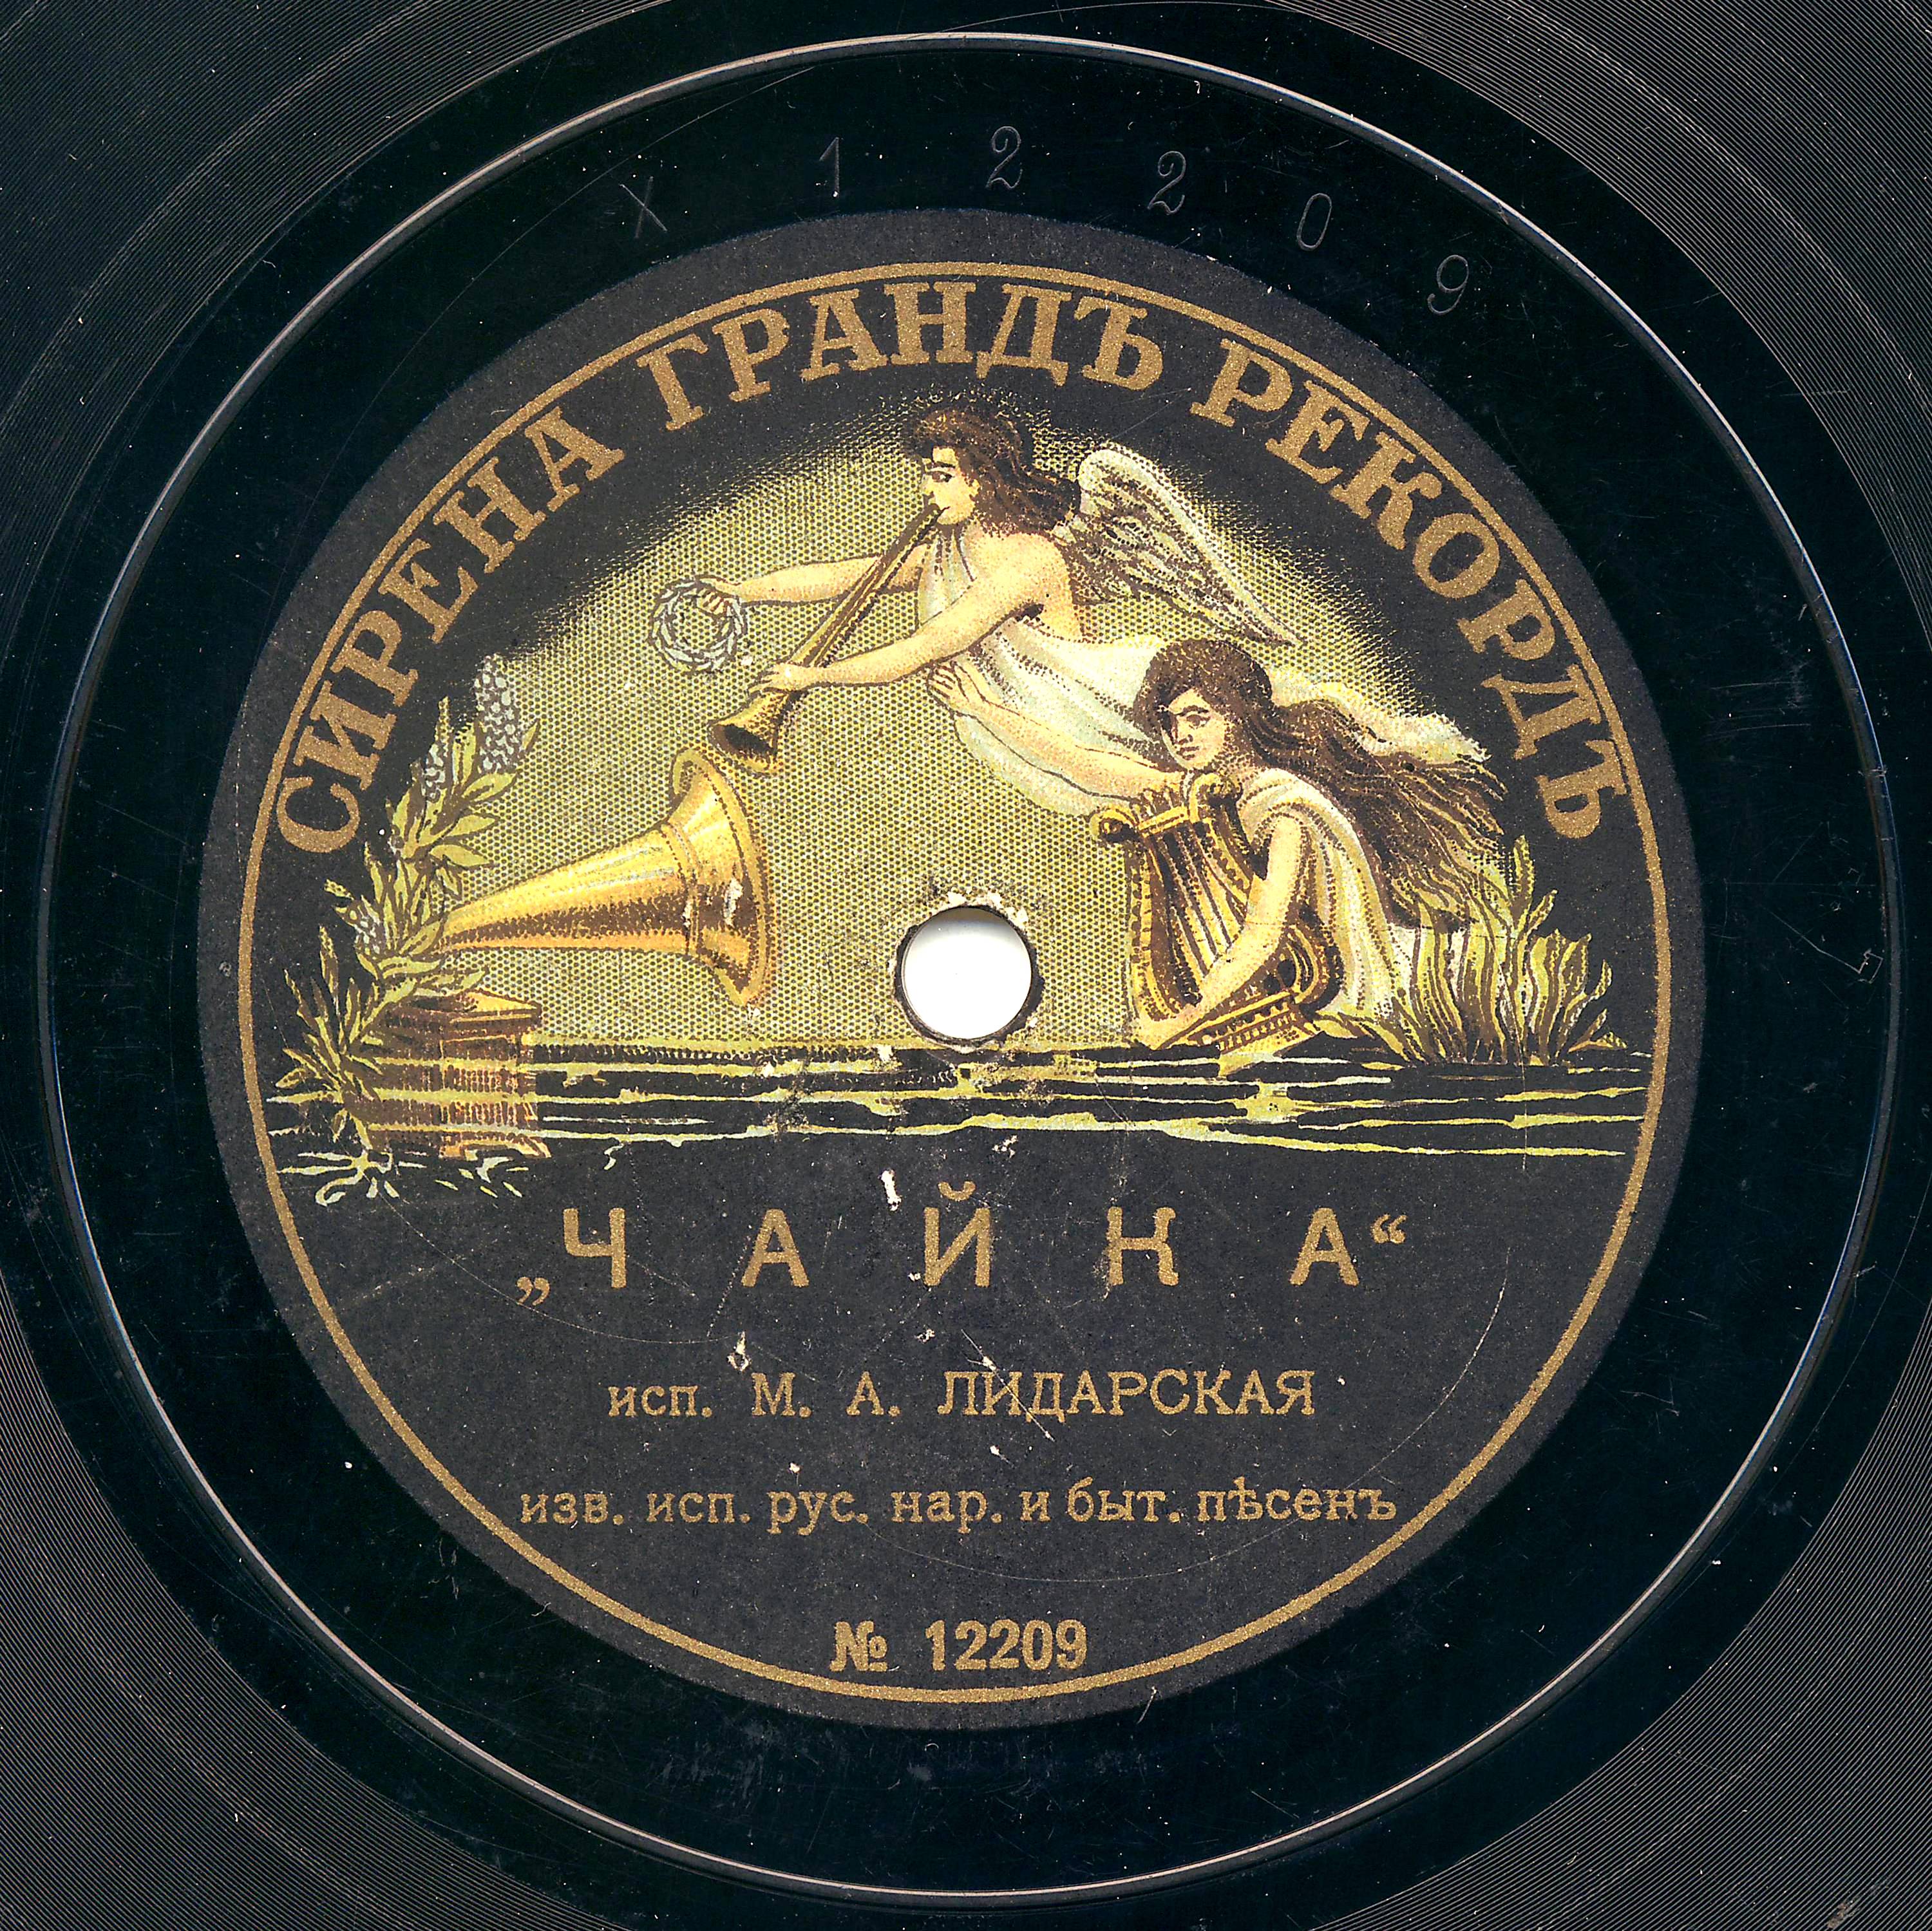 X 12209
СИРЕНА ГРАНДЪ РЕКОРДЪ
„ЧАЙКА“
исп. М. А. ЛИДАРСКАЯ
изв. исп. рус. нар. и быт. пѣсенъ
№ 12209